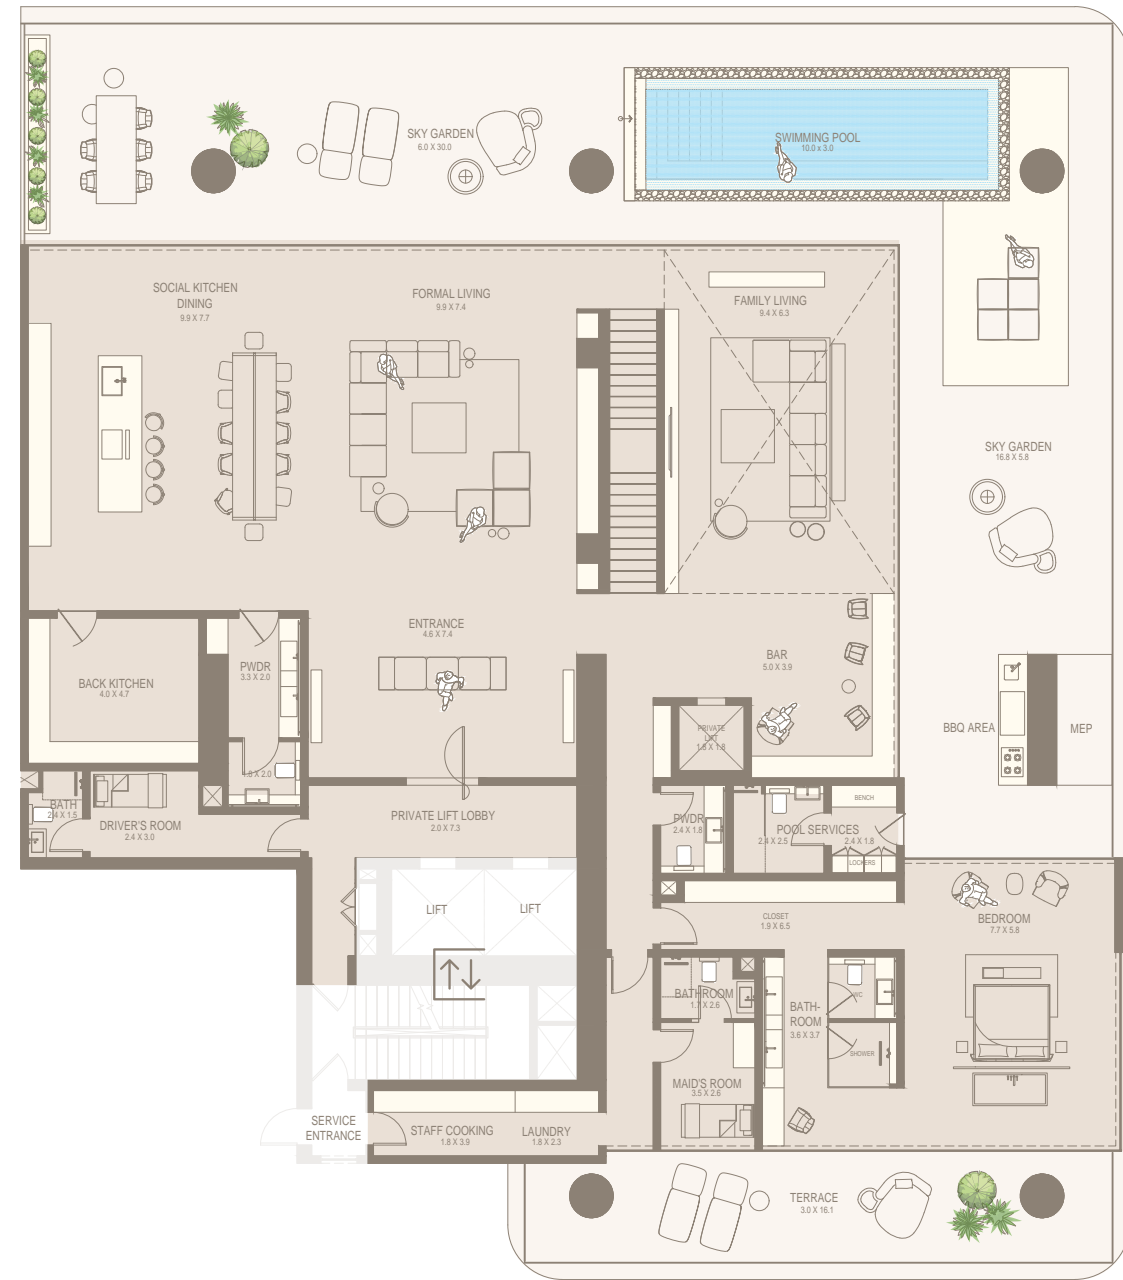 SKY GARDEN
6.0 X 30.0
SWIMMING POOL
10.0 x 3.0
SOCIAL KITCHEN
DINING
9.9 X 7.7
FORMAL LIVING
9.9 X 7.4
FAMILY LIVING
9.4 X 6.3
SKY GARDEN
16.8 X 5.8
ENTRANCE
4.6 X 7.4
BAR
5.0 X 3.9
BACK KITCHEN
4.0 X 4.7
PWDR
3.3 X 2.0
1.8 X 2.0
PRIVATE
LIFT
1.8 X 1.8
BBQ AREA
MEP
BATH
2.4 X 1.5
DRIVER'S ROOM
2.4 X 3.0
PRIVATE LIFT LOBBY
2.0 X 7.3
PWDR
2.4 X 1.8
POOL SERVICES
2.4 X 2.5
2.4 X 1.8
BENCH
LOCKERS
LIFT
LIFT
CLOSET
1.9 X 6.5
BEDROOM
7.7 X 5.8
BATHROOM
1.7 X 2.6
BATH-
ROOM
3.6 X 3.7
WC
SHOWER
MAID'S ROOM
3.5 X 2.6
SERVICE
ENTRANCE
STAFF COOKING
1.8 X 3.9
LAUNDRY
1.8 X 2.3
TERRACE
3.0 X 16.1